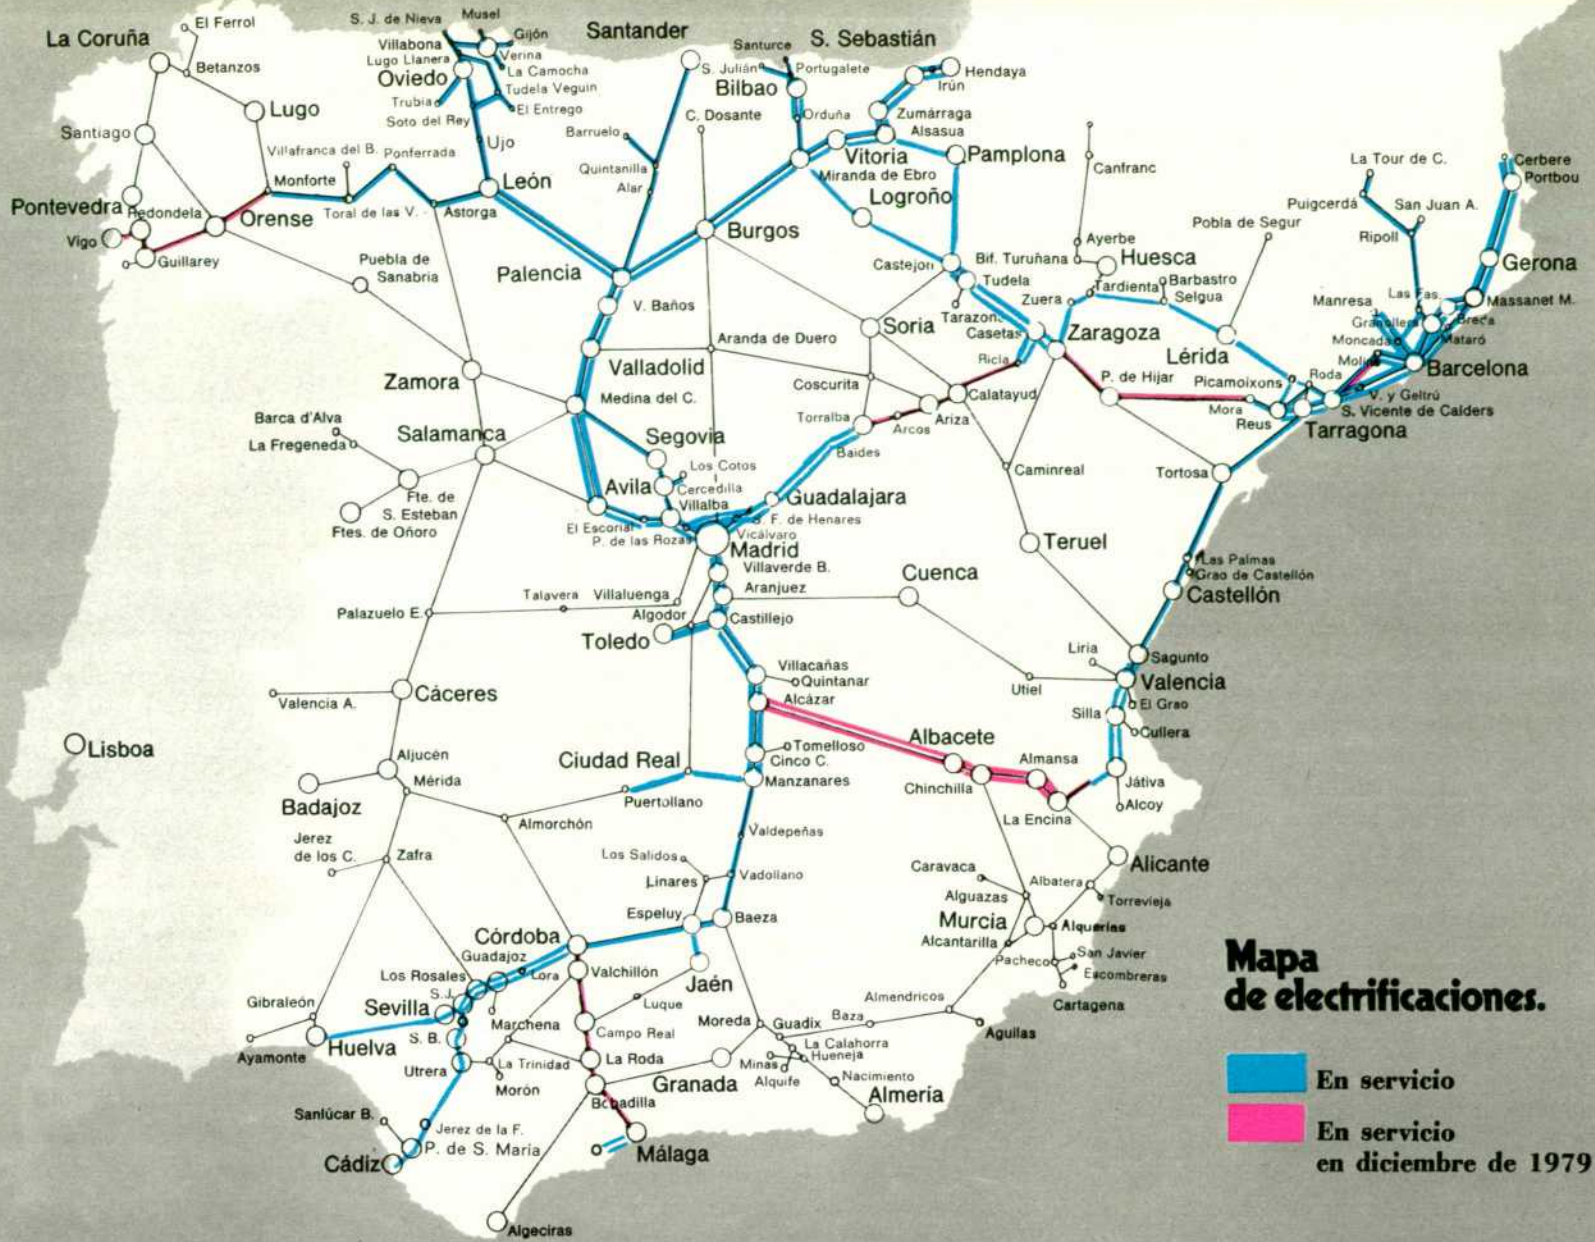 La Coruña
El Ferrol
Betanzos
Lugo
Santiago
Pontevedra
Redondela
Vigo
Guillarey
Orense
Monforte
Villafranca del B.
Ponferrada
Toral de las V.
Astorga
León
Ujo
S. J. de Nieva
Musel
Gijón
Villabona
Verina
Lugo Llanera
La Camocha
Oviedo
Tudela Veguin
Trubia
El Entrego
Soto del Rey
Santander
Barruelo
Quintanilla
Alar
C. Dosante
Santurce
S. Julián
Portugalete
Bilbao
Orduña
S. Sebastián
Hendaya
Irún
Zumárraga
Alsasua
Vitoria
Miranda de Ebro
Pamplona
Logroño
Castejon
Tudela
Tarazona
Casetas
Burgos
Palencia
V. Baños
Valladolid
Aranda de Duero
Medina del C.
Zamora
Puebla de
Sanabria
Salamanca
Barca d'Alva
La Fregeneda
Fte. de
S. Esteban
Ftes. de Oñoro
Segovia
Los Cotos
Cercedilla
Avila
Villalba
El Escorial
P. de las Rozas
Vicálvaro
S. F. de Henares
Madrid
Guadalajara
Baides
Torralba
Arcos
Ariza
Calatayud
Ricla
Soria
Coscurita
Canfranc
Ayerbe
Bif. Turuñana
Huesca
Tardienta
Zuera
Barbastro
Selgua
Zaragoza
Lérida
Pobla de Segur
P. de Hijar
Mora
Picamoixons
Reus
Roda
Tarragona
S. Vicente de Calders
V. y Geltrú
Barcelona
Molins
Moncada
Manresa
Granollers
Las Fas.
Mataró
Breda
Massanet M.
Gerona
Portbou
Cerbere
La Tour de C.
Puigcerdá
Ripoll
San Juan A.
Tortosa
Caminreal
Teruel
Las Palmas
Grao de Castellón
Castellón
Sagunto
Liria
Valencia
El Grao
Silla
Cullera
Utiel
Cuenca
Játiva
Alcoy
Villaverde B.
Aranjuez
Castillejo
Algodor
Toledo
Villaluenga
Talavera
Palazuelo E.
Villacañas
Quintanar
Alcázar
Tomelloso
Cinco C.
Manzanares
Ciudad Real
Puertollano
Albacete
Chinchilla
Almansa
La Encina
Alicante
Cáceres
Valencia A.
Aljucén
Mérida
Badajoz
Lisboa
Almorchón
Jerez
de los C.
Zafra
Valdepeñas
Los Salidos
Linares
Vadollano
Espeluy
Baeza
Jaén
Córdoba
Guadajoz
Lora
Los Rosales
Valchillón
S.J.
Sevilla
S. B.
Marchena
Utrera
La Trinidad
Morón
Luque
Campo Real
La Roda
Bobadilla
Málaga
Granada
Moreda
Guadix
La Calahorra
Hueneja
Minas
Alquife
Nacimiento
Almería
Baza
Almendricos
Aguilas
Caravaca
Alguazas
Albatera
Torrevieja
Murcia
Alquerias
Alcantarilla
San Javier
Pacheco
Escombreras
Cartagena
Gibraleón
Ayamonte
Huelva
Sanlúcar B.
Jerez de la F.
P. de S. María
Cádiz
Algeciras
Mapa
de electrificaciones.
En servicio
En servicio
en diciembre de 1979